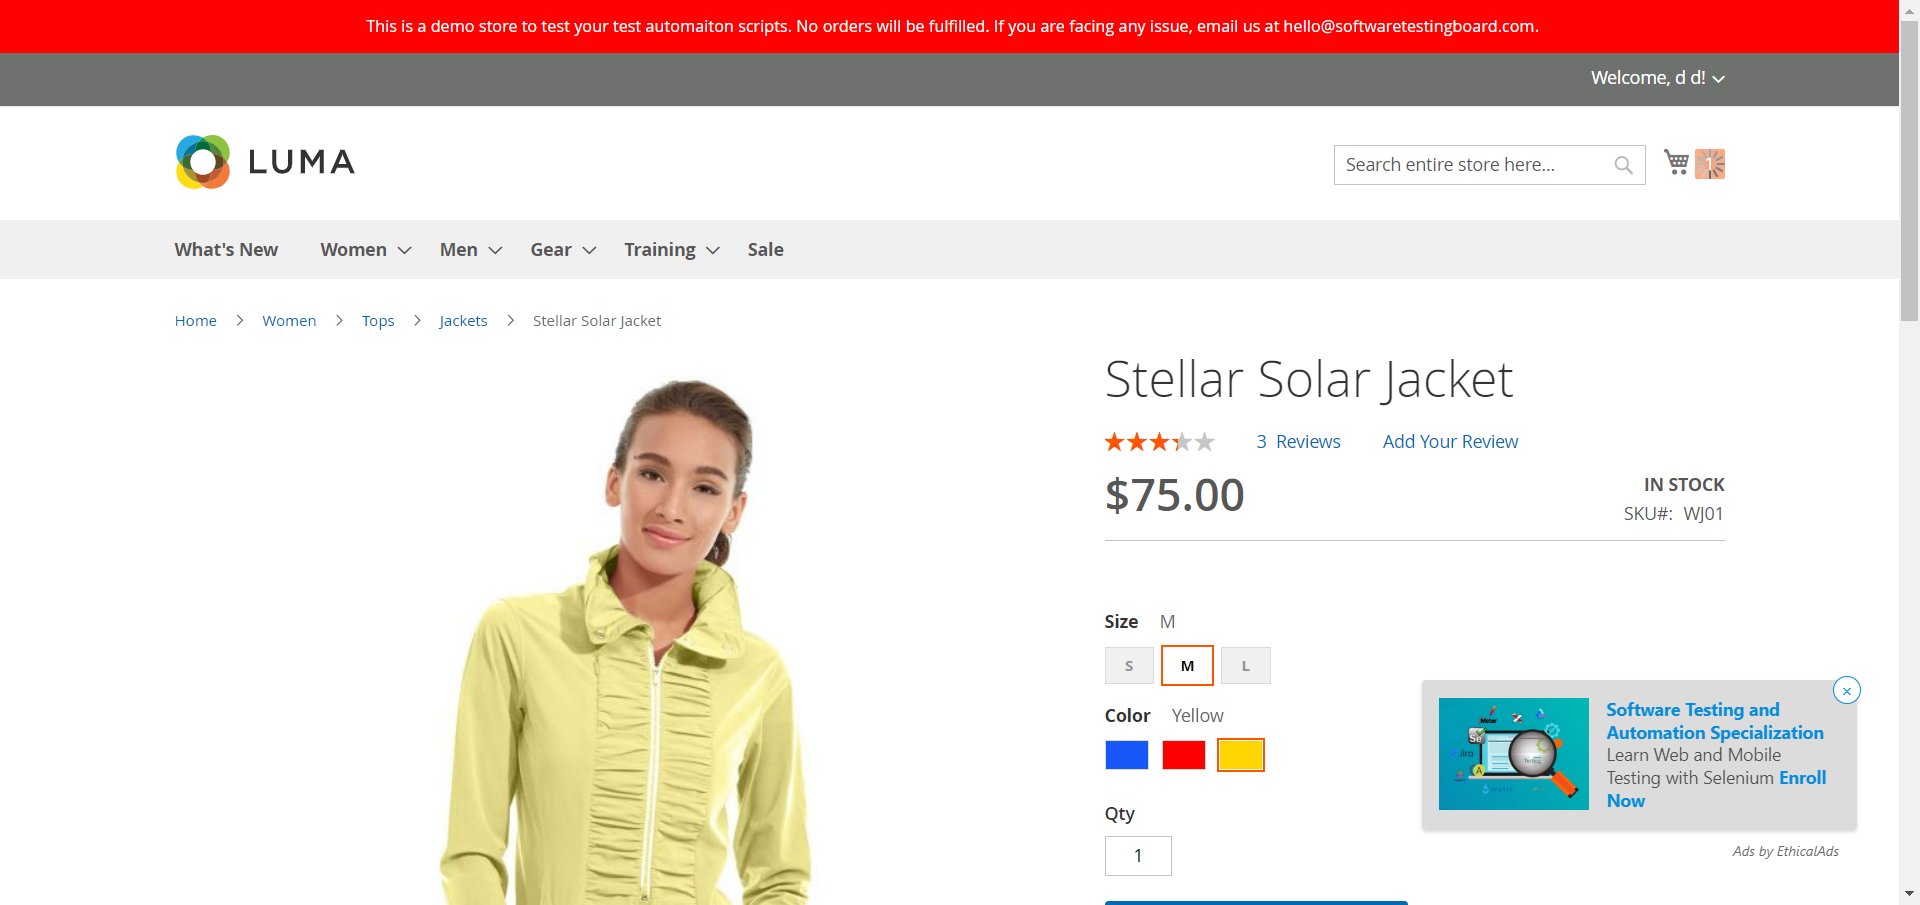 This is a demo store to test your test automaiton scripts. No orders will be fulfilled. If you are facing any issue, email us at hello@softwaretestingboard.com.
Welcome, d d!
LUMA
Search entire store here...
1
What's New Women Men Gear Training Sale
Home Women Tops Jackets Stellar Solar Jacket
Stellar Solar Jacket
3 Reviews Add Your Review
$75.00
IN STOCK
SKU#: WJ01
Size M
S M L
Color Yellow
Qty
1
Software Testing and
Automation Specialization
Learn Web and Mobile
Testing with Selenium Enroll
Now
Meter
Se
Jira
A
Ads by EthicalAds